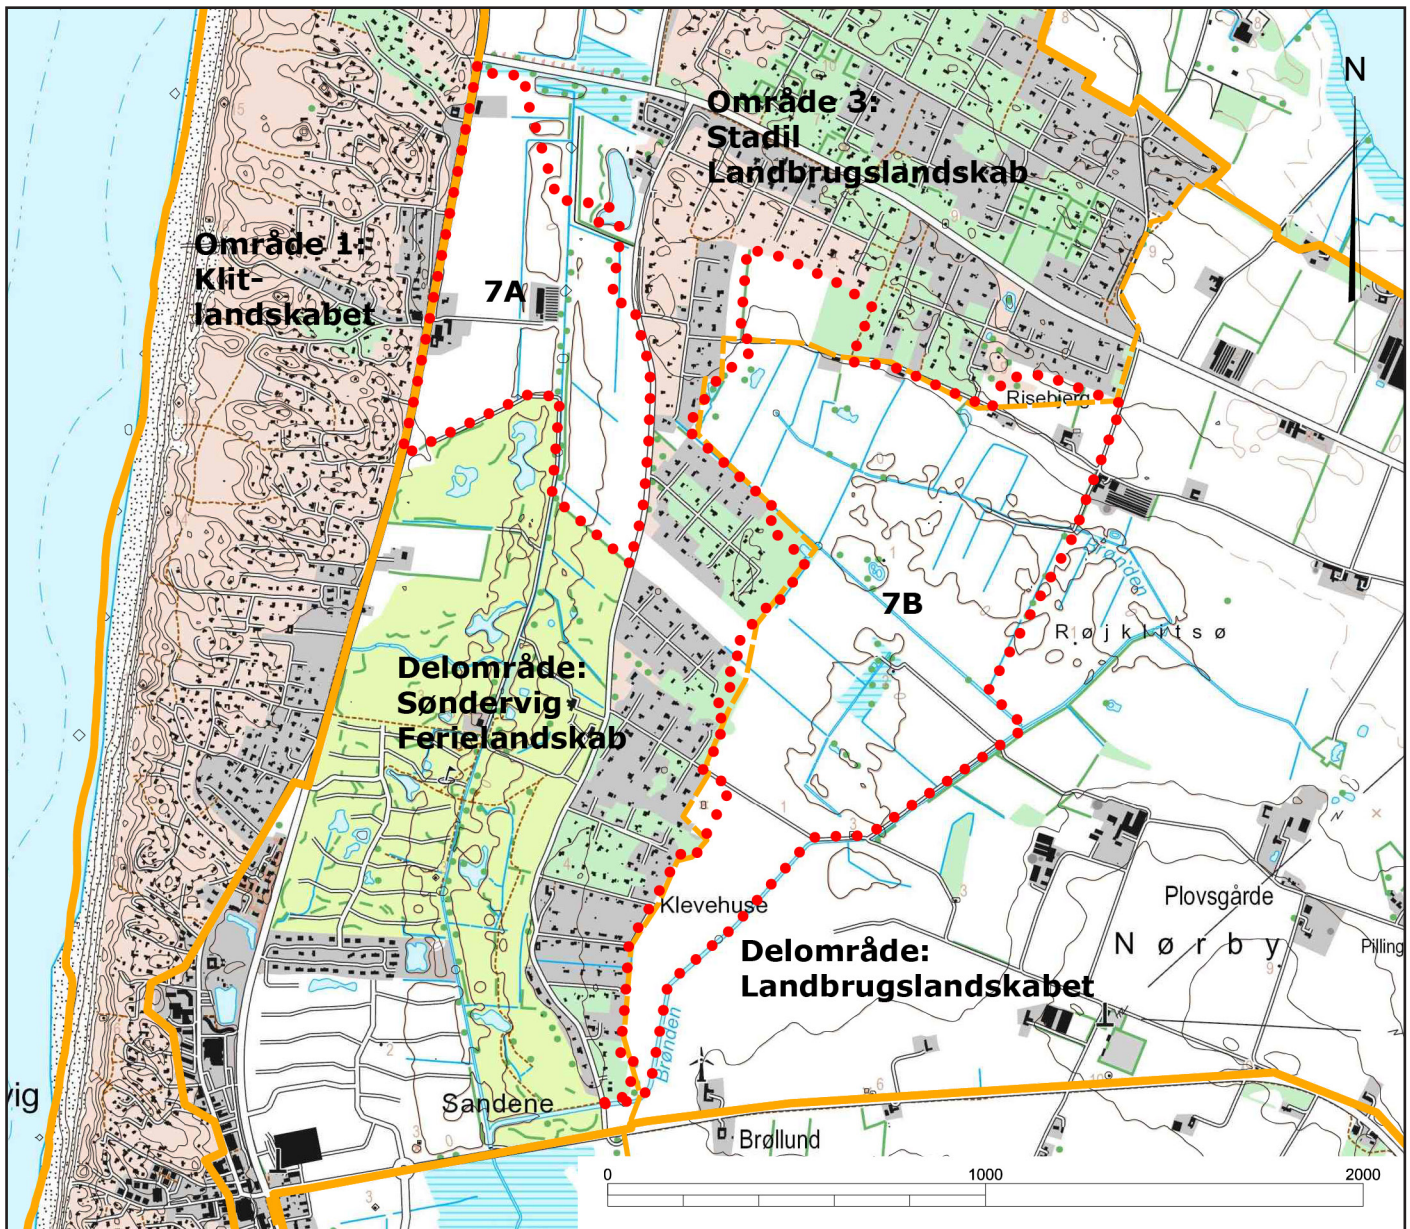 N
Område 3:
Stadil
Landbrugslandskab
Område 1:
Klit-
landskabet
7A
Risebjerg
Brønden
7B
Røjklitsø
Delområde:
Søndervig
Ferielandskab
Klevehuse
Plovsgårde
Nørby
Pilling
Delområde:
Landbrugslandskabet
Brønden
vig
Sandene
Brøllund
0 1000 2000